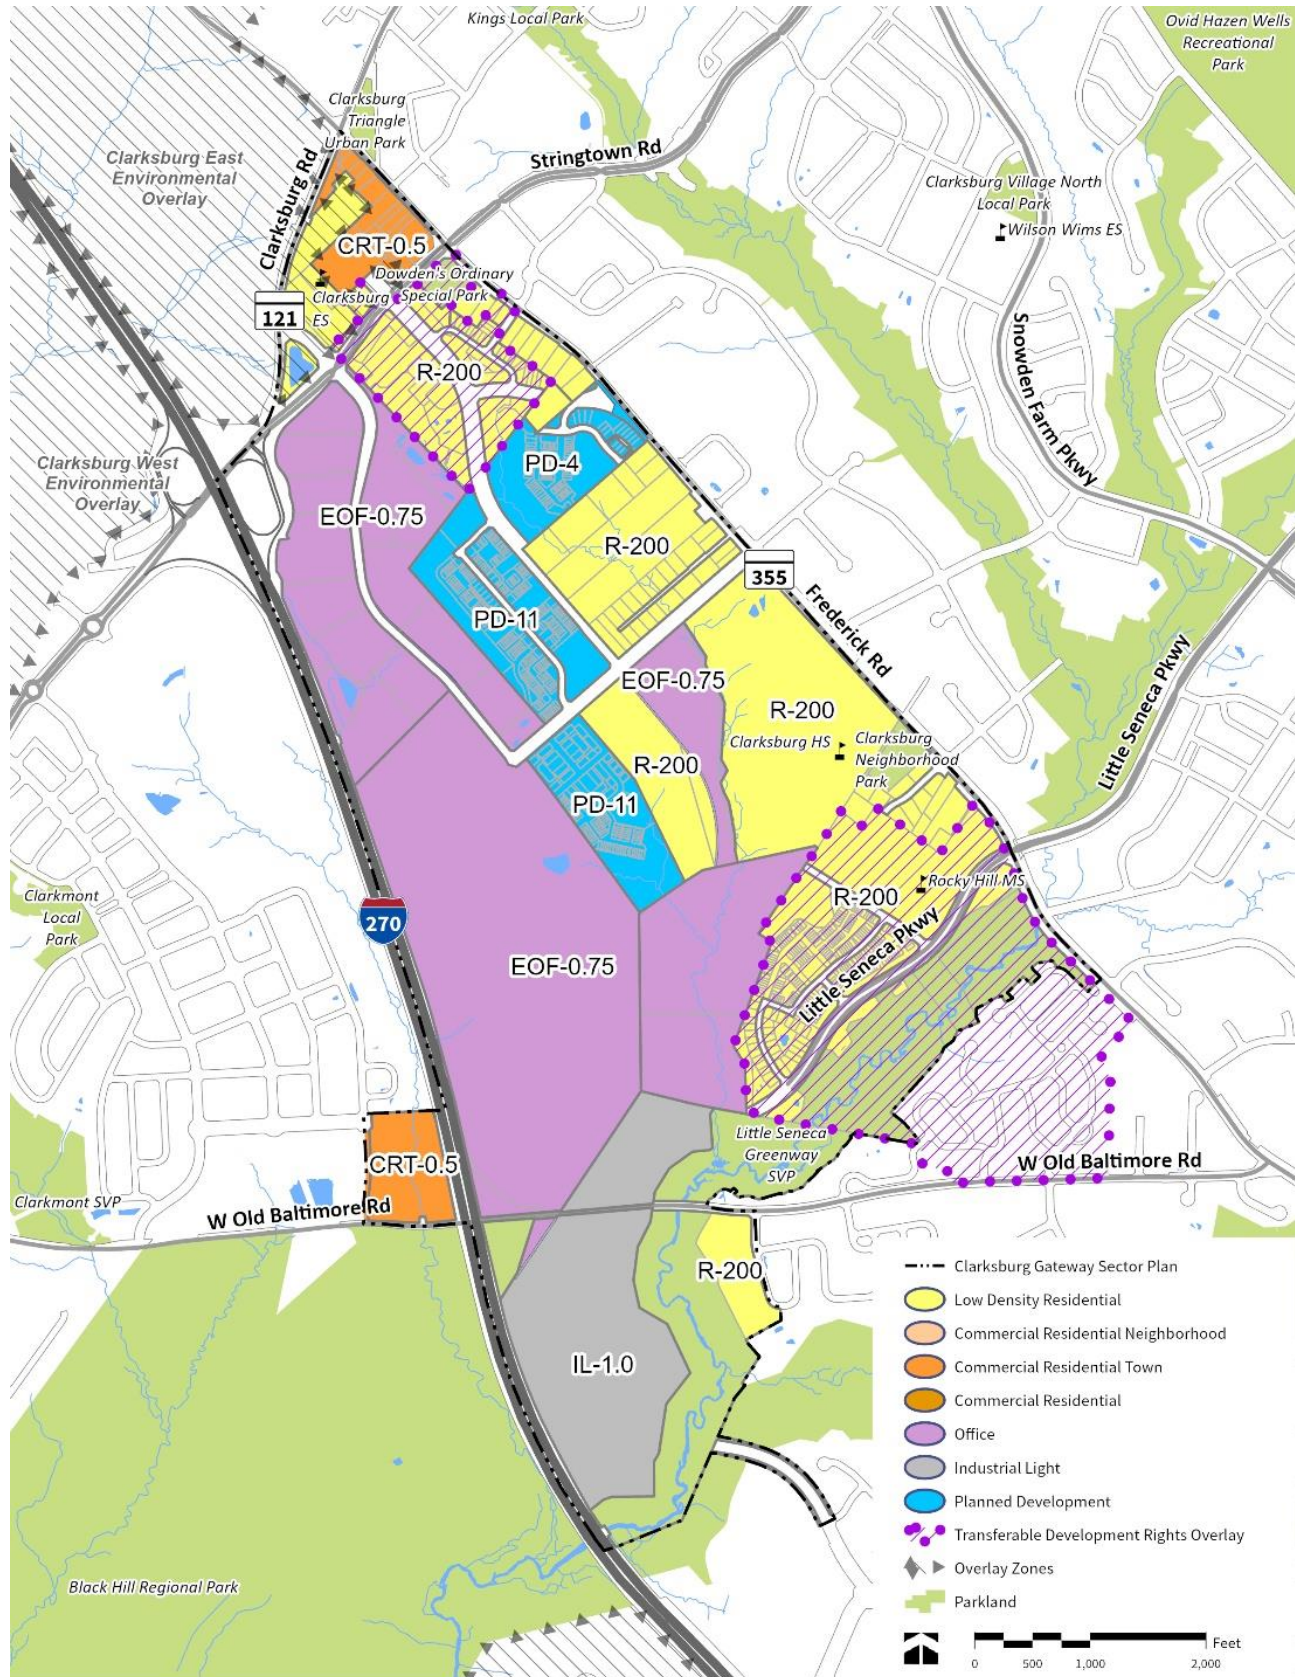 Kings Local Park
Ovid Hazen Wells
Recreational
Park
Clarksburg
Triangle
Urban Park
Clarksburg East
Environmental
Overlay
Clarksburg Rd
Stringtown Rd
Clarksburg Village North
Local Park
Wilson Wims ES
CRT-0.5
Dowden's Ordinary
Special Park
Clarksburg
ES
121
R-200
Snowden Farm Pkwy
Clarksburg West
Environmental
Overlay
PD-4
EOF-0.75
R-200
355
Frederick Rd
PD-11
EOF-0.75
R-200
Little Seneca Pkwy
Clarksburg HS
Clarksburg
Neighborhood
Park
R-200
PD-11
Clarkmont
Local
Park
270
Rocky Hill MS
R-200
Little Seneca Pkwy
EOF-0.75
Little Seneca
Greenway
SVP
CRT-0.5
W Old Baltimore Rd
Clarkmont SVP
W Old Baltimore Rd
R-200
IL-1.0
Black Hill Regional Park
Clarksburg Gateway Sector Plan
Low Density Residential
Commercial Residential Neighborhood
Commercial Residential Town
Commercial Residential
Office
Industrial Light
Planned Development
Transferable Development Rights Overlay
Overlay Zones
Parkland
Feet
0 500 1,000 2,000